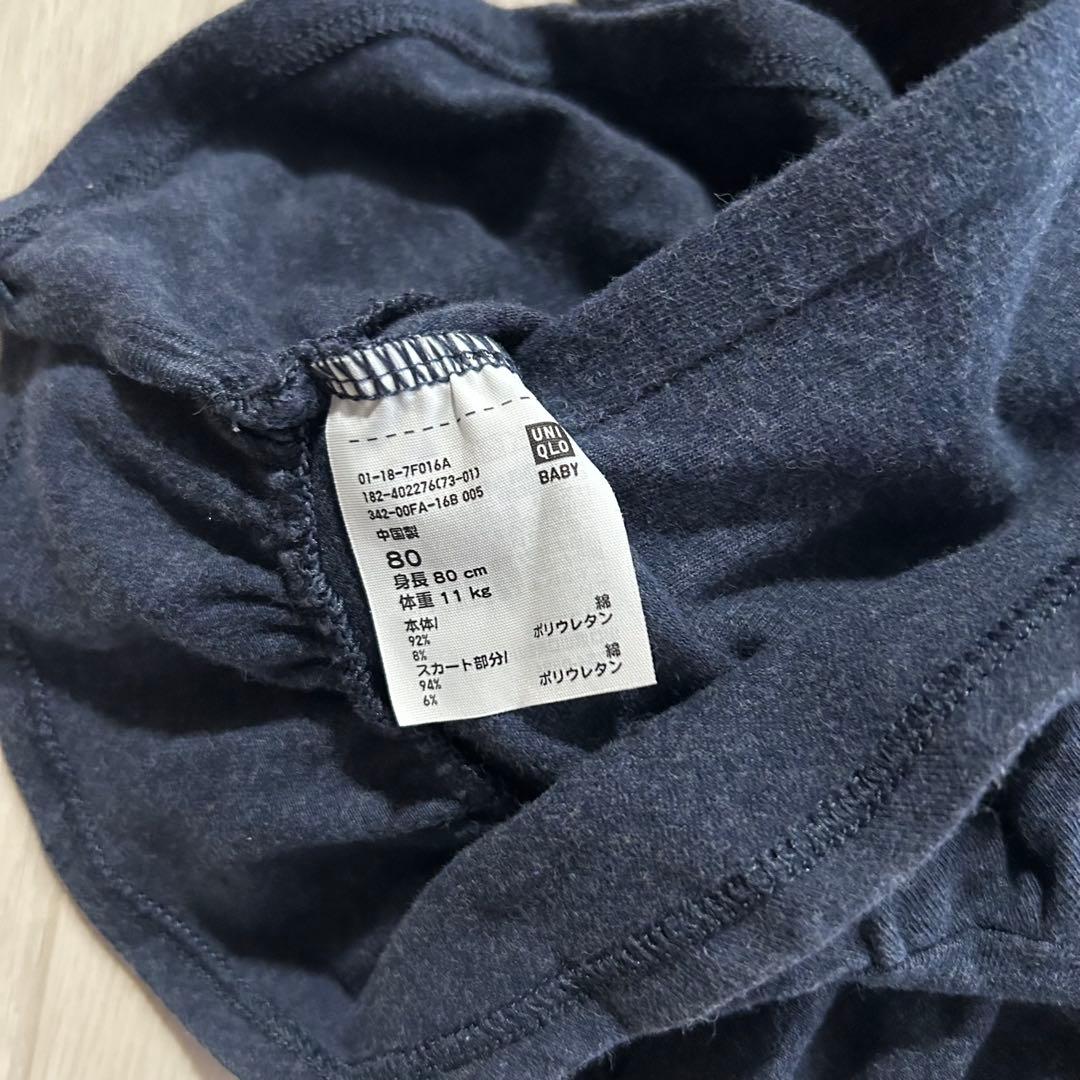 UNI
QLO
BABY
01-18-7F016A
182-402276(73-01)
342-00FA-16B 005
中国製
80
身長 80 cm
体重 11 kg
本体/
92% 綿
8% ポリウレタン
スカート部分/
94% 綿
6% ポリウレタン